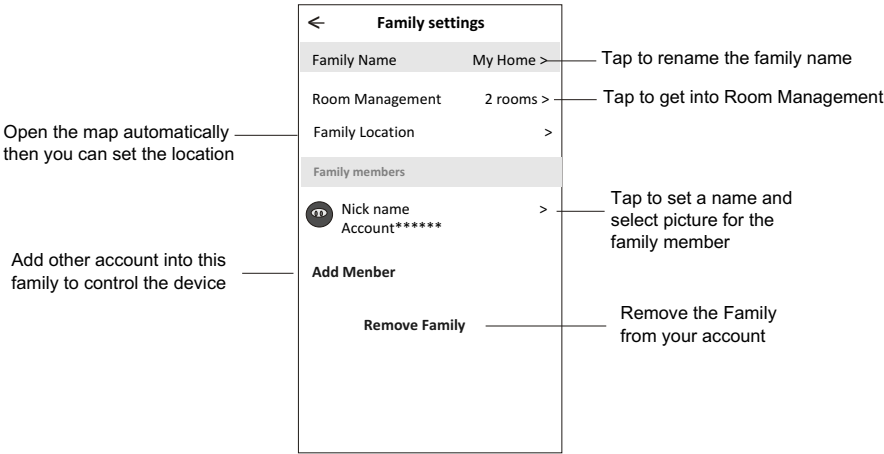 Family settings
Family Name My Home >
Tap to rename the family name
Room Management 2 rooms >
Tap to get into Room Management
Open the map automatically
then you can set the location
Family Location >
Family members
Nick name >
Account******
Tap to set a name and
select picture for the
family member
Add other account into this
family to control the device
Add Menber
Remove Family
Remove the Family
from your account